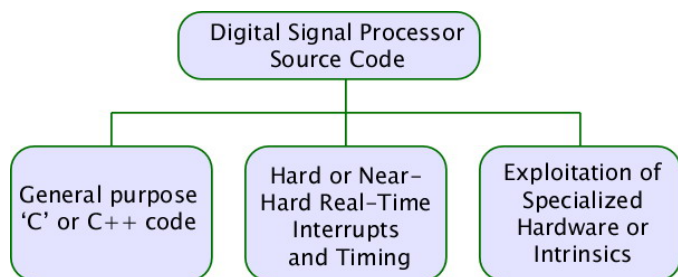 Digital Signal Processor
Source Code
General purpose
‘C’ or C++ code
Hard or Near-
Hard Real-Time
Interrupts
and Timing
Exploitation of
Specialized
Hardware or
Intrinsics